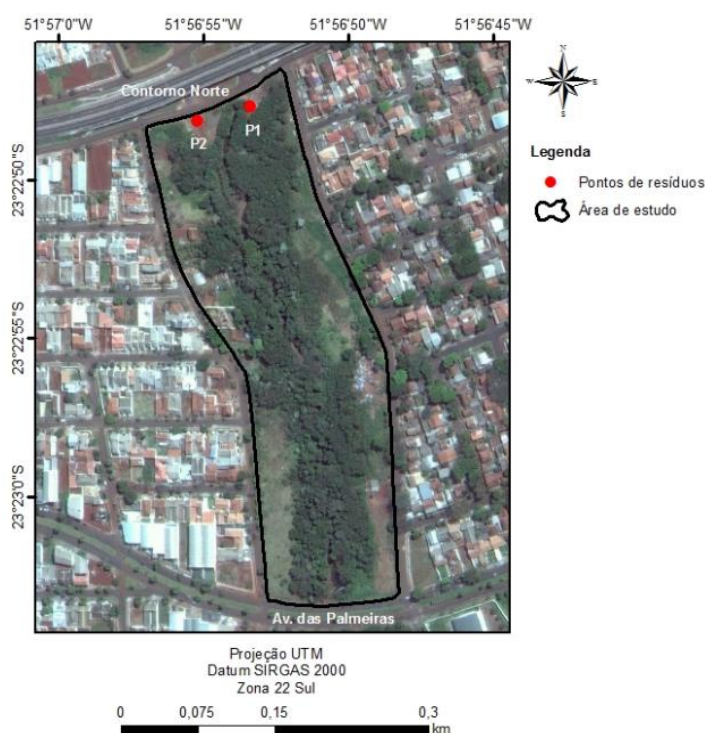 51°57'0"W 51°56'55"W 51°56'50"W 51°56'45"W
N
W E
S
Contorno Norte
P2 P1
Legenda
Pontos de resíduos
Área de estudo
23°22'50"S
23°22'55"S
23°23'0"S
Av. das Palmeiras
Projeção UTM
Datum SIRGAS 2000
Zona 22 Sul
0 0,075 0,15 0,3
km